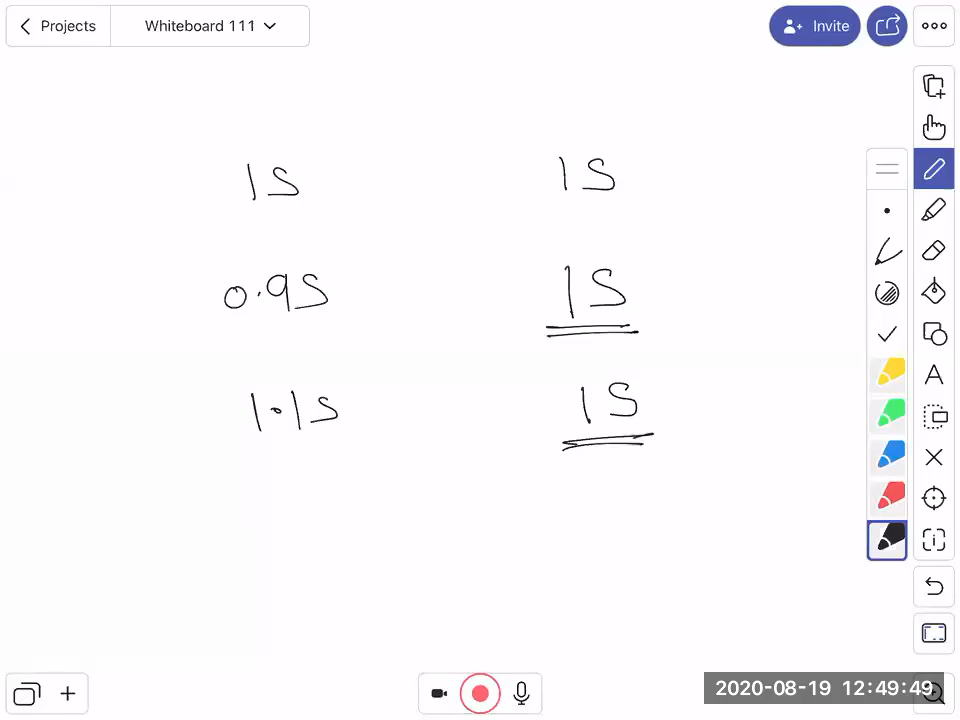 Projects
Whiteboard 111
Invite
1S 1S
0.9S 1S
1.1S 1S
A
2020-08-19 12:49:49